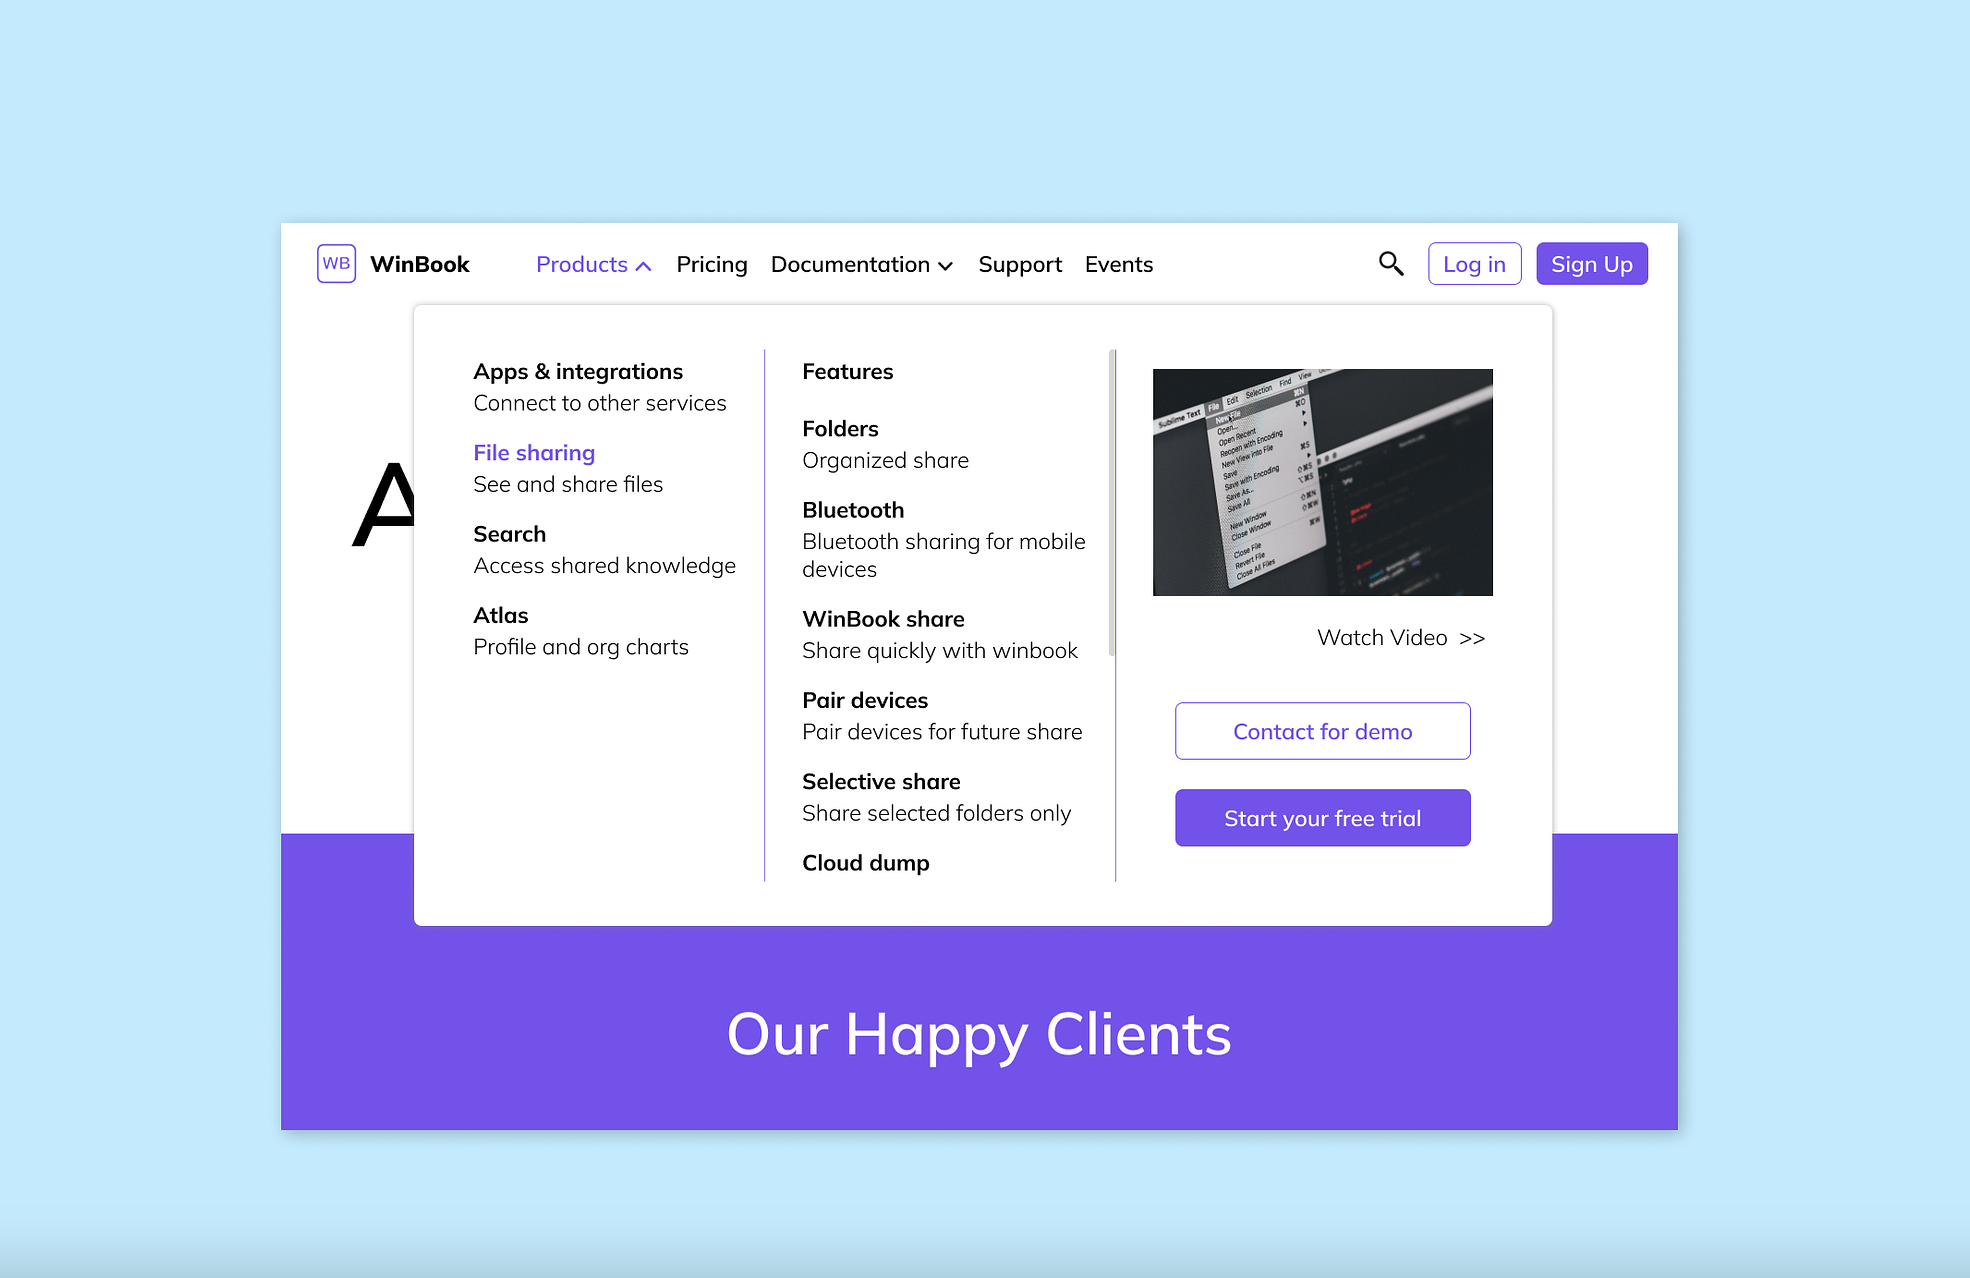 WB WinBook Products Pricing Documentation Support Events Log in Sign Up
Apps & integrations
Connect to other services
File sharing
See and share files
Search
Access shared knowledge
Atlas
Profile and org charts
Features
Folders
Organized share
Bluetooth
Bluetooth sharing for mobile
devices
WinBook share
Share quickly with winbook
Pair devices
Pair devices for future share
Selective share
Share selected folders only
Cloud dump
Sublime Text File Edit Selection Find View
New File ⌘N
Open... ⌘O
Open Recent
Reopen with Encoding
New View into File
Save ⌘S
Save with Encoding
Save As... ⇧⌘S
Save All ⌥⌘S
New Window ⇧⌘N
Close Window ⇧⌘W
Close File ⌘W
Revert File
Close All Files
Watch Video >>
Contact for demo
Start your free trial
A
Our Happy Clients